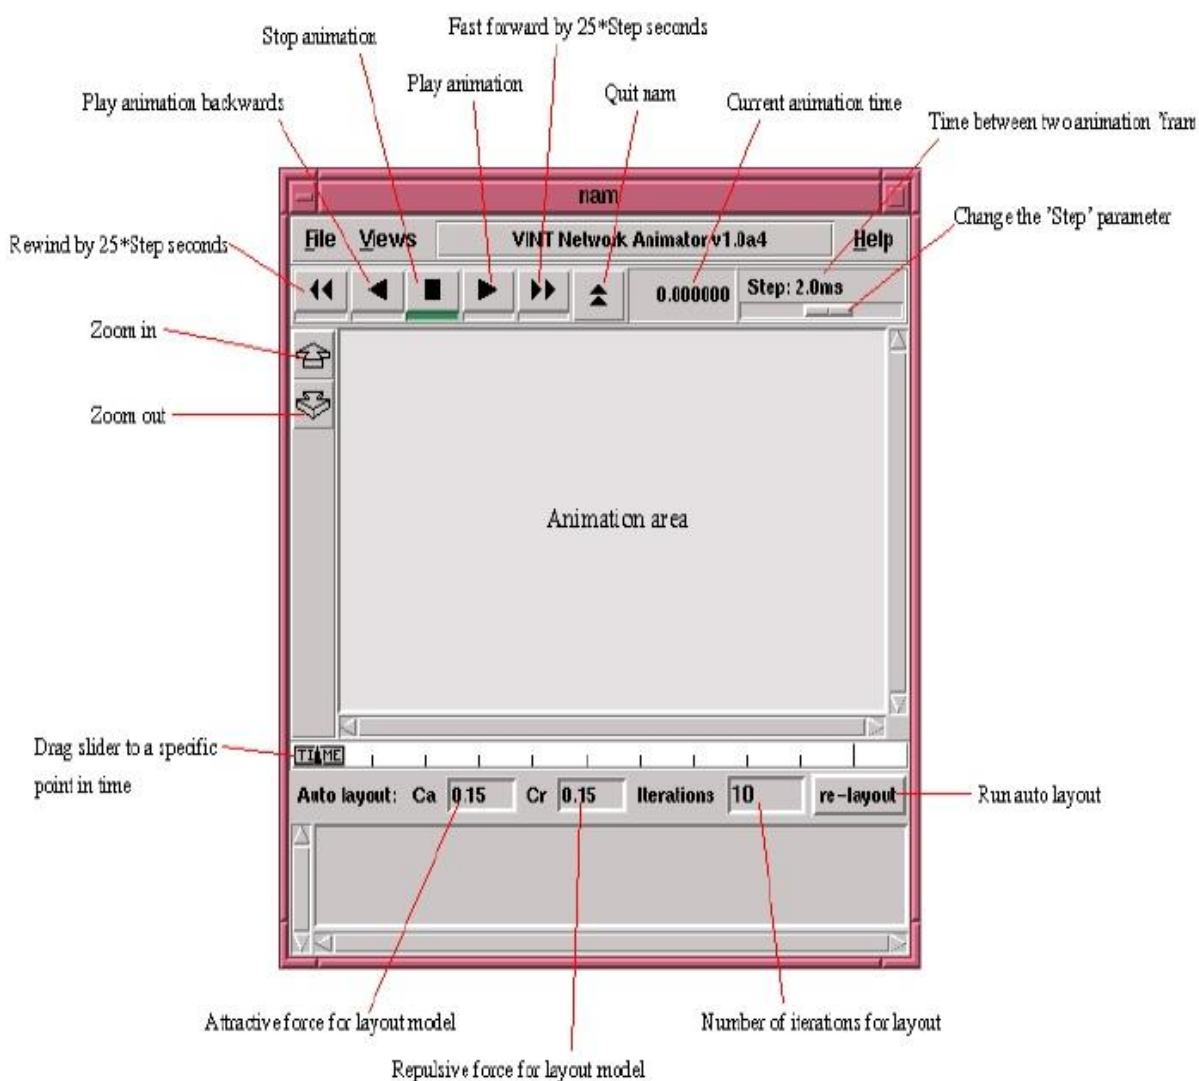 Fast forward by 25*Step seconds
Stop animation
Play animation
Quit nam
Play animation backwards
Current animation time
Time between two animation 'fram
nam
Change the 'Step' parameter
File Views VINT Network Animator v1.0a4 Help
Rewind by 25*Step seconds
0.000000 Step: 2.0ms
Zoom in
Zoom out
Animation area
Drag slider to a specific
point in time
TIME
Auto layout: Ca 0.15 Cr 0.15 Iterations 10 re-layout
Run auto layout
Attractive force for layout model
Number of iterations for layout
Repulsive force for layout model